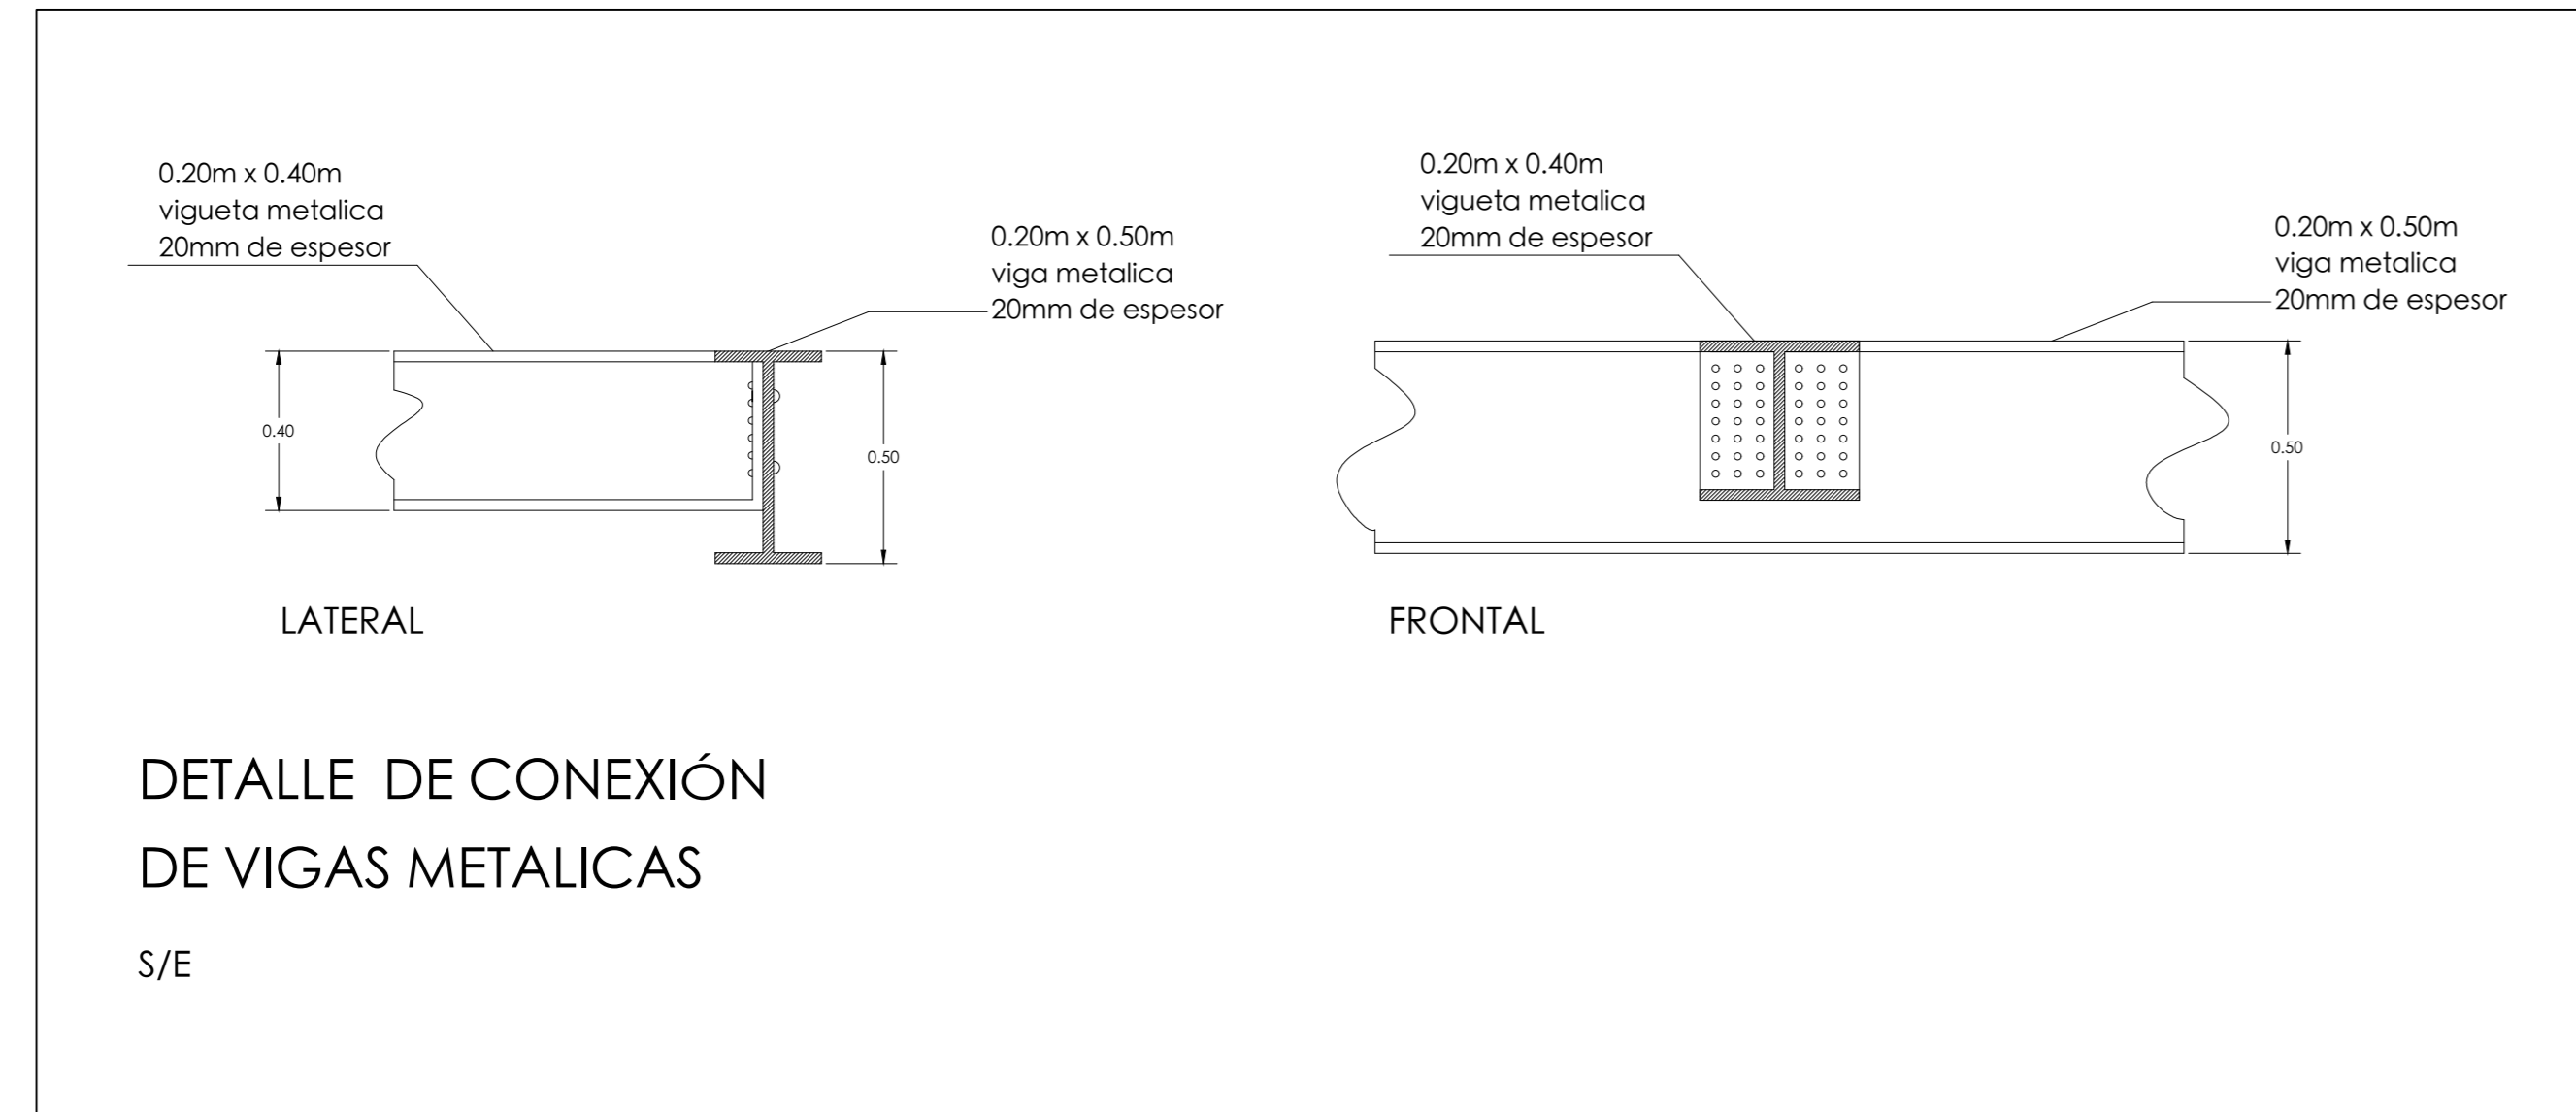 0.20m x 0.40m
vigueta metalica
20mm de espesor
0.20m x 0.50m
viga metalica
20mm de espesor
0.40
0.50
LATERAL
0.20m x 0.40m
vigueta metalica
20mm de espesor
0.20m x 0.50m
viga metalica
20mm de espesor
0.50
FRONTAL
DETALLE DE CONEXIÓN
DE VIGAS METALICAS
S/E